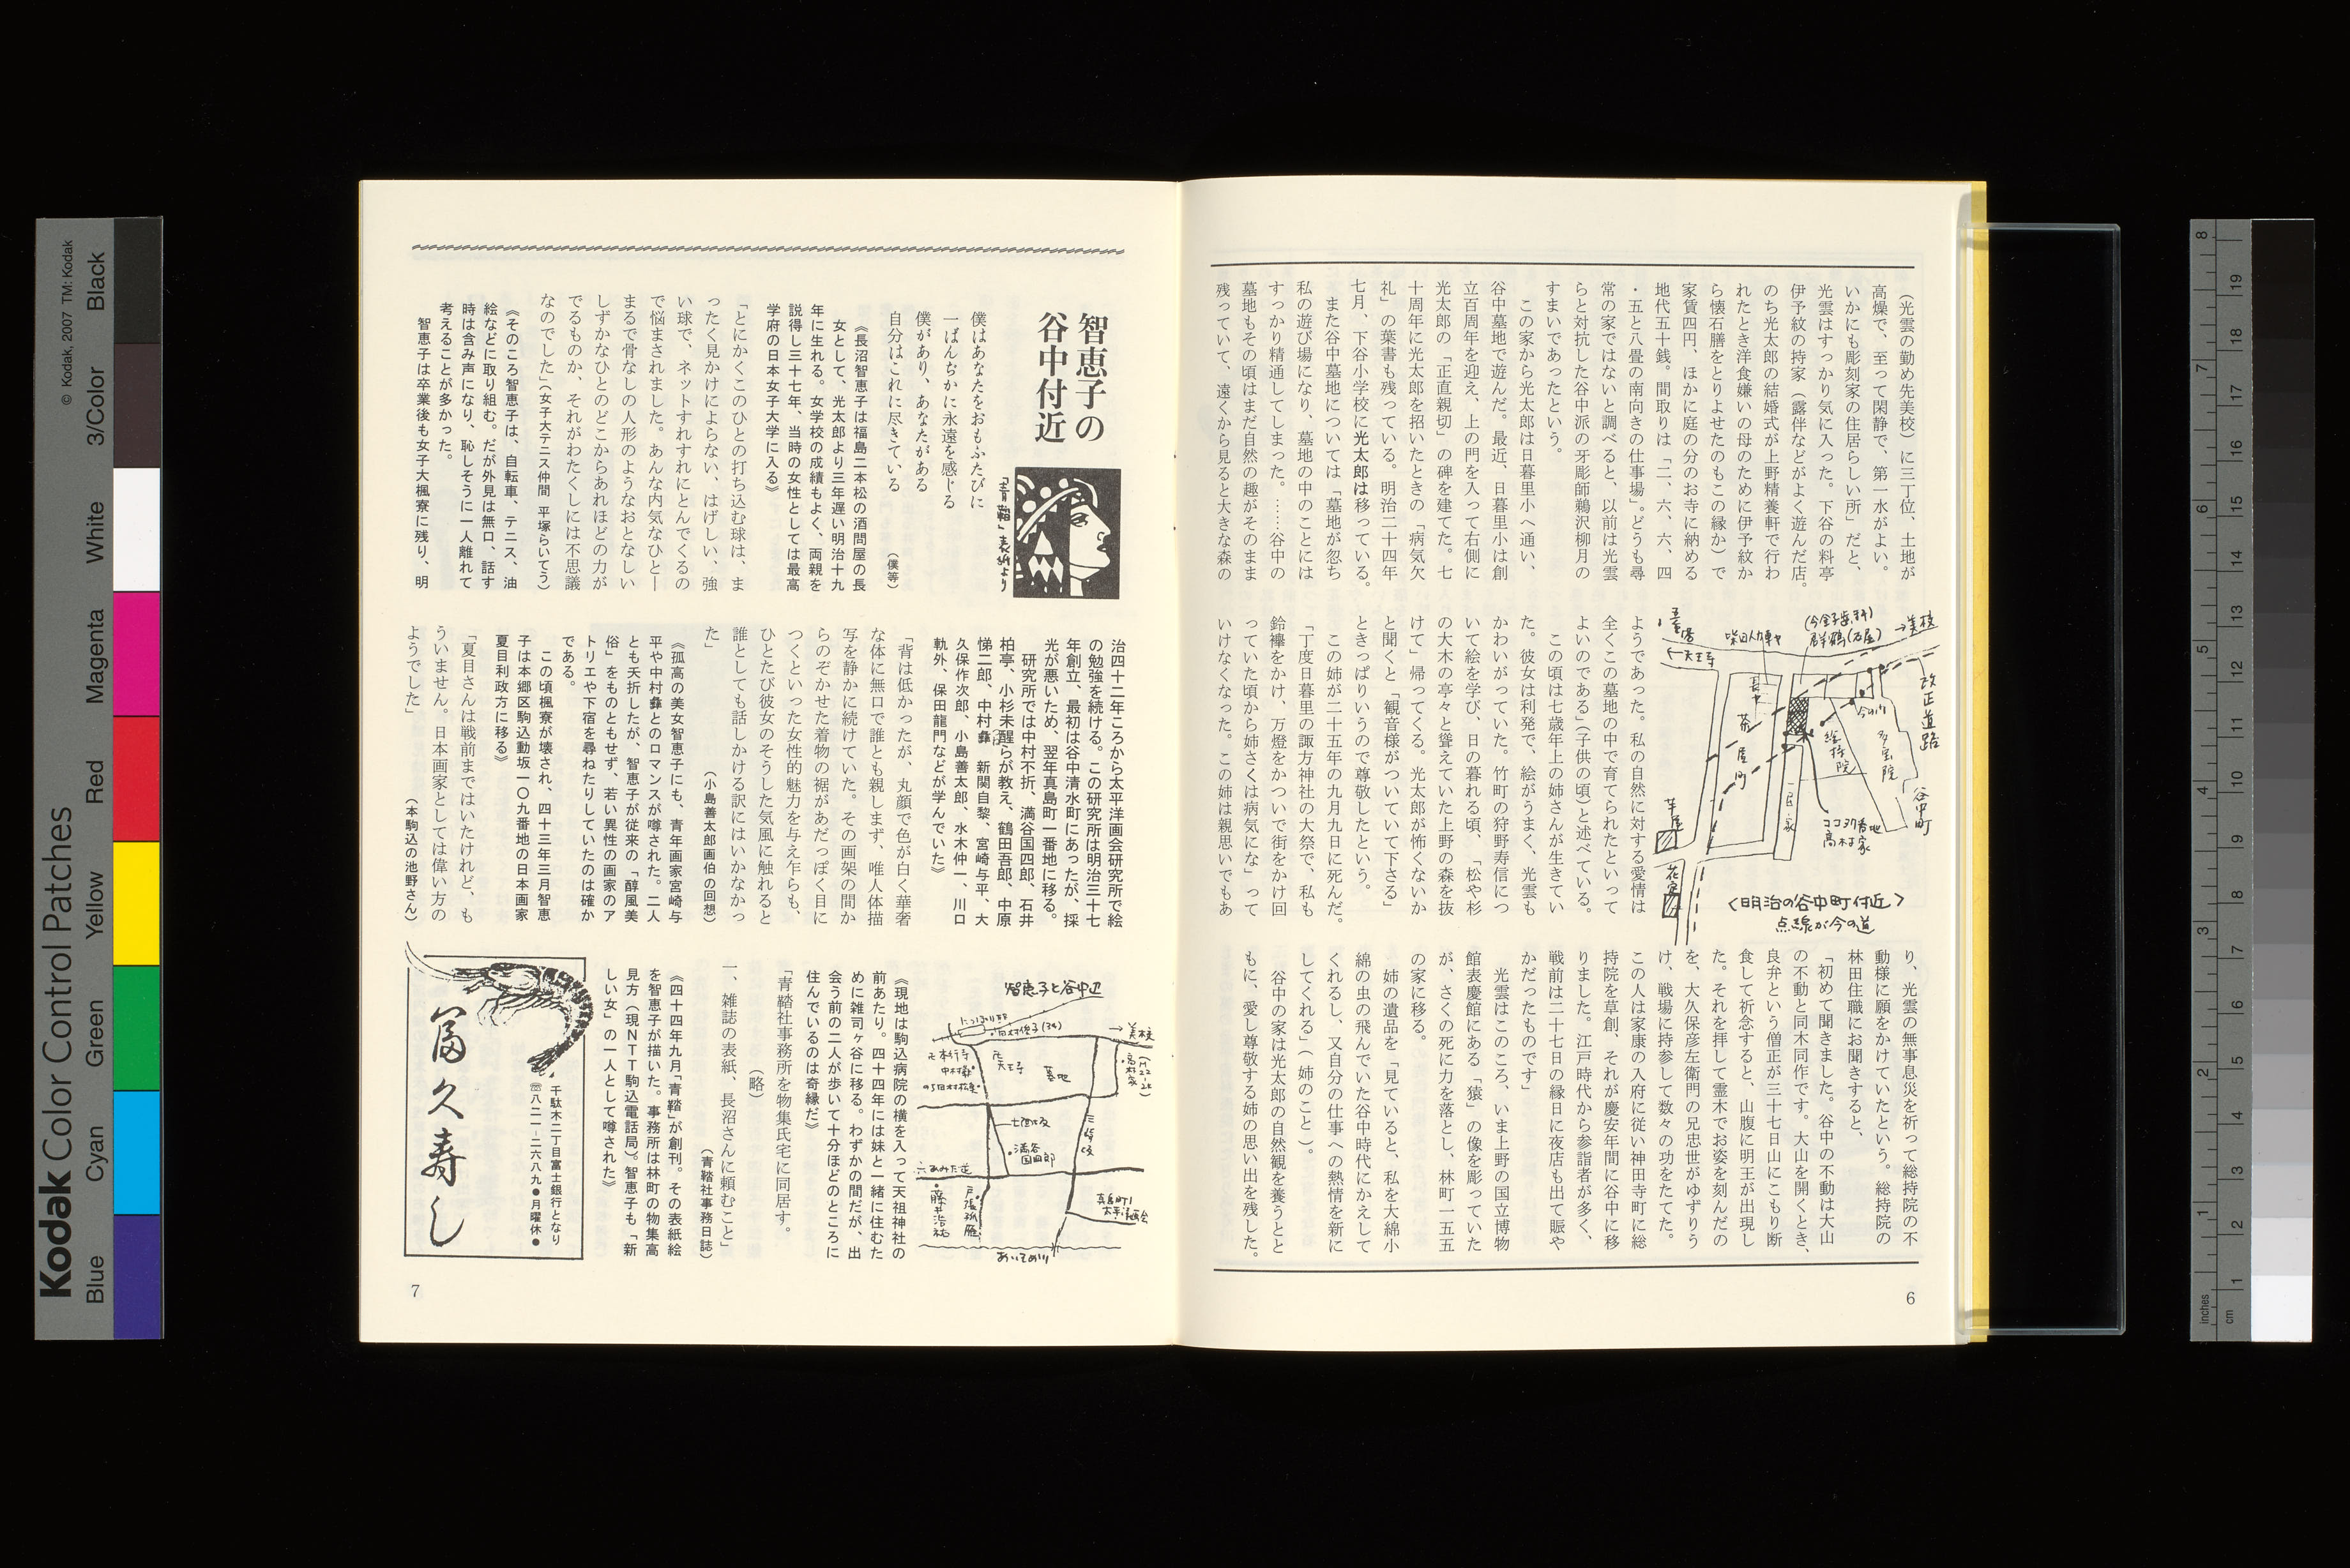 （光雲の勤め先美校）に三丁位、土地が
高燥で、至って閑静で、第一水がよい。
いかにも彫刻家の住居らしい所」だと、
光雲はすっかり気に入った。下谷の料亭
伊予紋の持家（露伴などがよく遊んだ店。
のち光太郎の結婚式が上野精養軒で行わ
れたとき洋食嫌いの母のために伊予紋か
ら懐石膳をとりよせたのもこの縁か）で
家賃四円、ほかに庭の分のお寺に納める
地代五十銭。間取りは「二、六、六、四
・五と八畳の南向きの仕事場」。どうも尋
常の家ではないと調べると、以前は光雲
らと対抗した谷中派の牙彫師鵜沢柳月の
すまいであったという。
この家から光太郎は日暮里小へ通い、
谷中墓地で遊んだ。最近、日暮里小は創
立百周年を迎え、上の門を入って右側に
光太郎の「正直親切」の碑を建てた。七
十周年に光太郎を招いたときの「病気欠
礼」の葉書も残っている。明治二十四年
七月、下谷小学校に光太郎は移っている。
また谷中墓地については「墓地が忽ち
私の遊び場になり、墓地の中のことには
すっかり精通してしまった。……谷中の
墓地もその頃はまだ自然の趣がそのまま
残っていて、遠くから見ると大きな森の
→美校
（今金子歯科）
群鶴（石屋）
柴田人力車や
←天王寺
改正道路
長中
茶屋町
今の
多宝院
総持院
谷中町
民家
ココヨリ番地
高村家
花家
〈明治の谷中町付近〉
点線が今の道
ようであった。私の自然に対する愛情は
全くこの墓地の中で育てられたといって
よいのである」（子供の頃）と述べている。
この頃は七歳年上の姉さんが生きてい
た。彼女は利発で、絵がうまく、光雲も
かわいがっていた。竹町の狩野寿信につ
いて絵を学び、日の暮れる頃、「松や杉
の大木の亭々と聳えていた上野の森を抜
けて」帰ってくる。光太郎が怖くないか
と聞くと「観音様がついていて下さる」
ときっぱりいうので尊敬したという。
この姉が二十五年の九月九日に死んだ。
「丁度日暮里の諏方神社の大祭で、私も
鈴襷をかけ、万燈をかついで街をかけ回
っていた頃から姉さくは病気にな」って
いけなくなった。この姉は親思いでもあ
り、光雲の無事息災を祈って総持院の不
動様に願をかけていたという。総持院の
林田住職にお聞きすると、
「初めて聞きました。谷中の不動は大山
の不動と同木同作です。大山を開くとき、
良弁という僧正が三十七日山にこもり断
食して祈念すると、山腹に明王が出現し
た。それを拝して霊木でお姿を刻んだの
を、大久保彦左衛門の兄忠世がゆずりう
け、戦場に持参して数々の功をたてた。
この人は家康の入府に従い神田寺町に総
持院を草創、それが慶安年間に谷中に移
りました。江戸時代から参詣者が多く、
戦前は二十七日の縁日に夜店も出て賑や
かだったものです」
光雲はこのころ、いま上野の国立博物
館表慶館にある「猿」の像を彫っていた
が、さくの死に力を落とし、林町一五五
の家に移る。
姉の遺品を「見ていると、私を大綿小
綿の虫の飛んでいた谷中時代にかえして
くれるし、又自分の仕事への熱情を新に
してくれる」（姉のこと）。
谷中の家は光太郎の自然観を養うとと
もに、愛し尊敬する姉の思い出を残した。
6
智恵子の
谷中付近
「青鞜」表紙より
僕はあなたをおもふたびに
一ばんぢかに永遠を感じる
僕があり、あなたがある
自分はこれに尽きている
（僕等）
《長沼智恵子は福島二本松の酒問屋の長
女として、光太郎より三年遅い明治十九
年に生れる。女学校の成績もよく、両親を
説得し三十七年、当時の女性としては最高
学府の日本女子大学に入る》
「とにかくこのひとの打ち込む球は、ま
ったく見かけによらない、はげしい、強
い球で、ネットすれすれにとんでくるの
で悩まされました。あんな内気なひと―
まるで骨なしの人形のようなおとなしい
しずかなひとのどこからあれほどの力が
でるものか、それがわたくしには不思議
なのでした」（女子大テニス仲間 平塚らいてう）
《そのころ智恵子は、自転車、テニス、油
絵などに取り組む。だが外見は無口、話す
時は含み声になり、恥しそうに一人離れて
考えることが多かった。
智恵子は卒業後も女子大楓寮に残り、明
治四十二年ころから太平洋画会研究所で絵
の勉強を続ける。この研究所は明治三十七
年創立、最初は谷中清水町にあったが、採
光が悪いため、翌年真島町一番地に移る。
研究所では中村不折、満谷国四郎、石井
柏亭、小杉未醒らが教え、鶴田吾郎、中原
悌二郎、中村彝、新関自黎、宮崎与平、大
久保作次郎、小島善太郎、水木仲一、川口
軌外、保田龍門などが学んでいた》
「背は低かったが、丸顔で色が白く華奢
な体に無口で誰とも親しまず、唯人体描
写を静かに続けていた。その画架の間か
らのぞかせた着物の裾があだっぽく目に
つくといった女性的魅力を与え乍らも、
ひとたび彼女のそうした気風に触れると
誰としても話しかける訳にはいかなかっ
た」
（小島善太郎画伯の回想）
《孤高の美女智恵子にも、青年画家宮崎与
平や中村彝とのロマンスが噂された。二人
とも夭折したが、智恵子が従来の「醇風美
俗」をものともせず、若い異性の画家のア
トリエや下宿を尋ねたりしていたのは確か
である。
この頃楓寮が壊され、四十三年三月智恵
子は本郷区駒込動坂一〇九番地の日本画家
夏目利政方に移る》
「夏目さんは戦前まではいたけれど、も
ういません。日本画家としては偉い方の
ようでした」
（本駒込の池野さん）
智恵子と谷中辺
→美校
天王寺
墓地
七面坂
三崎坂
満谷
国四郎
戸張孤雁
藤井浩祐
真島町1
太平洋画会
あいそめ川
《現地は駒込病院の横を入って天祖神社の
前あたり。四十四年には妹と一緒に住むた
めに雑司ヶ谷に移る。わずかの間だが、出
会う前の二人が歩いて十分ほどのところに
住んでいるのは奇縁だ》
「青鞜社事務所を物集氏宅に同居す。
（略）
一、雑誌の表紙、長沼さんに頼むこと」
（青鞜社事務日誌）
《四十四年九月「青鞜」が創刊。その表紙絵
を智恵子が描いた。事務所は林町の物集高
見方（現NTT駒込電話局）。智恵子も「新
しい女」の一人として噂された》
冨久寿し
千駄木二丁目富士銀行となり
☎八二一-二六八九●月曜休●
7
Kodak Color Control Patches
© Kodak, 2007 TM: Kodak
Blue Cyan Green Yellow Red Magenta White 3/Color Black
inches 1 2 3 4 5 6 7 8
cm 1 2 3 4 5 6 7 8 9 10 11 12 13 14 15 16 17 18 19